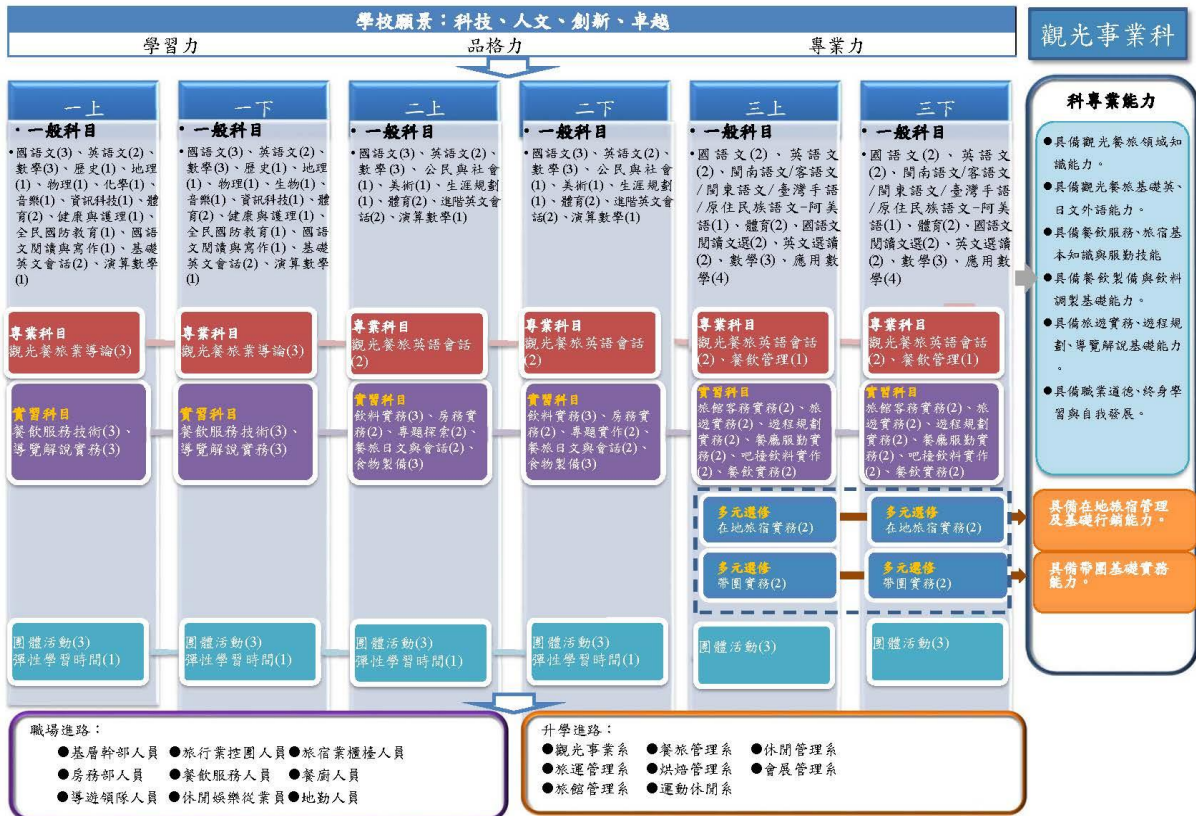 學校願景：科技、人文、創新、卓越
學習力
品格力
專業力
觀光事業科
一上
• 一般科目
•國語文(3)、英語文(2)、
數學(3)、歷史(1)、地理
(1)、物理(1)、化學(1)、
音樂(1)、資訊科技(1)、體
育(2)、健康與護理(1)、
全民國防教育(1)、國語
文閱讀與寫作(1)、基礎
英文會話(2)、演算數學
(1)
專業科目
觀光餐旅業導論(3)
實習科目
餐飲服務技術(3)、
導覽解說實務(3)
團體活動(3)
彈性學習時間(1)
一下
• 一般科目
•國語文(3)、英語文(2)、
數學(3)、歷史(1)、地理
(1)、物理(1)、生物(1)、
音樂(1)、資訊科技(1)、體
育(2)、健康與護理(1)、
全民國防教育(1)、國語
文閱讀與寫作(1)、基礎
英文會話(2)、演算數學
(1)
專業科目
觀光餐旅業導論(3)
實習科目
餐飲服務技術(3)、
導覽解說實務(3)
團體活動(3)
彈性學習時間(1)
二上
• 一般科目
•國語文(3)、英語文(2)、
數學(3)、公民與社會
(1)、美術(1)、生涯規劃
(1)、體育(2)、進階英文會
話(2)、演算數學(1)
專業科目
觀光餐旅英語會話
(2)
實習科目
飲料實務(3)、房務實
務(2)、專題探索(2)、
餐旅日文與會話(2)、
食物製備(3)
團體活動(3)
彈性學習時間(1)
二下
• 一般科目
•國語文(3)、英語文(2)、
數學(3)、公民與社會
(1)、美術(1)、生涯規劃
(1)、體育(2)、進階英文會
話(2)、演算數學(1)
專業科目
觀光餐旅英語會話
(2)
實習科目
飲料實務(3)、房務實
務(2)、專題實作(2)、
餐旅日文與會話(2)、
食物製備(3)
團體活動(3)
彈性學習時間(1)
三上
• 一般科目
•國語文(2)、英語文
(2)、閩南語文/客語文
/閩東語文/臺灣手語
/原住民族語文-阿美
語(1)、體育(2)、國語文
閱讀文選(2)、英文選讀
(2)、數學(3)、應用數
學(4)
專業科目
觀光餐旅英語會話
(2)、餐飲管理(1)
實習科目
旅館客務實務(2)、旅
遊實務(2)、遊程規劃
實務(2)、餐廳服勤實
務(2)、吧檯飲料實作
(2)、餐飲實務(2)
多元選修
在地旅宿實務(2)
多元選修
帶團實務(2)
團體活動(3)
三下
• 一般科目
•國語文(2)、英語文
(2)、閩南語文/客語文
/閩東語文/臺灣手語
/原住民族語文-阿美
語(1)、體育(2)、國語文
閱讀文選(2)、英文選讀
(2)、數學(3)、應用數
學(4)
專業科目
觀光餐旅英語會話
(2)、餐飲管理(1)
實習科目
旅館客務實務(2)、旅
遊實務(2)、遊程規劃
實務(2)、餐廳服勤實
務(2)、吧檯飲料實作
(2)、餐飲實務(2)
多元選修
在地旅宿實務(2)
多元選修
帶團實務(2)
團體活動(3)
科專業能力
●具備觀光餐旅領域知
識能力。
●具備觀光餐旅基礎英、
日文外語能力。
●具備餐飲服務、旅宿基
本知識與服勤技能
●具備餐飲製備與飲料
調製基礎能力。
●具備旅遊實務、遊程規
劃、導覽解說基礎能力
。
●具備職業道德、終身學
習與自我發展。
具備在地旅宿管理
及基礎行銷能力。
具備帶團基礎實務
能力。
職場進路：
●基層幹部人員 ●旅行業控團人員 ●旅宿業櫃檯人員
●房務部人員 ●餐飲服務人員 ●餐廚人員
●導遊領隊人員 ●休閒娛樂從業員 ●地勤人員
升學進路：
●觀光事業系 ●餐旅管理系 ●休閒管理系
●旅運管理系 ●烘焙管理系 ●會展管理系
●旅館管理系 ●運動休閒系